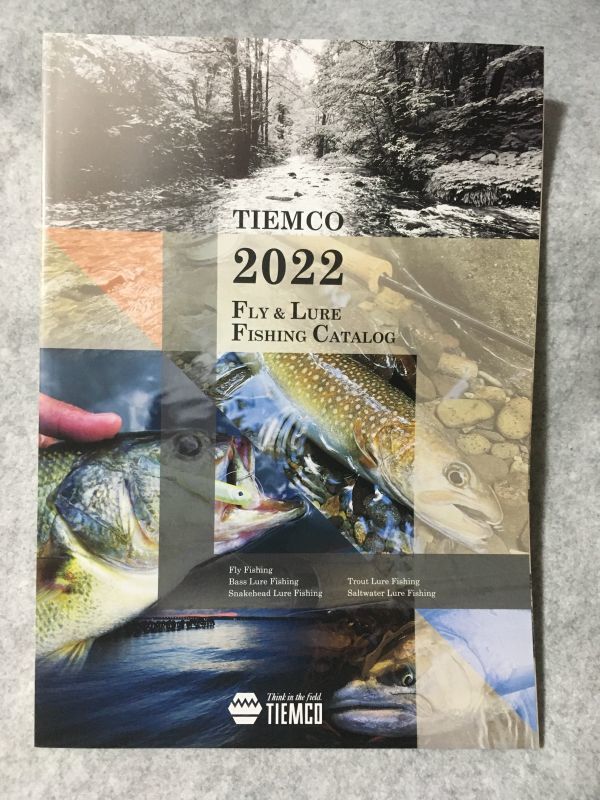 TIEMCO
2022
FLY & LURE
FISHING CATALOG
Fly Fishing
Bass Lure Fishing
Snakehead Lure Fishing
Trout Lure Fishing
Saltwater Lure Fishing
Think in the field.
TIEMCO